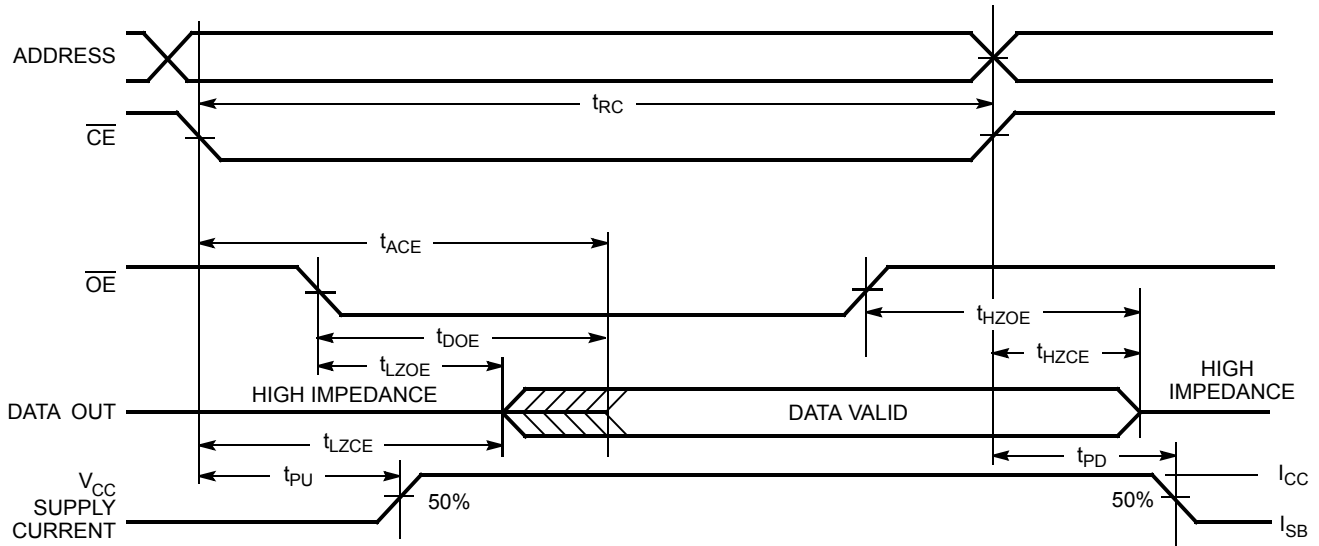 ADDRESS
tRC
CE
tACE
OE
tHZOE
tDOE
tHZCE
tLZOE
HIGH IMPEDANCE
HIGH
IMPEDANCE
DATA OUT
DATA VALID
tLZCE
tPU
tPD
VCC
SUPPLY
CURRENT
50%
50%
ICC
ISB